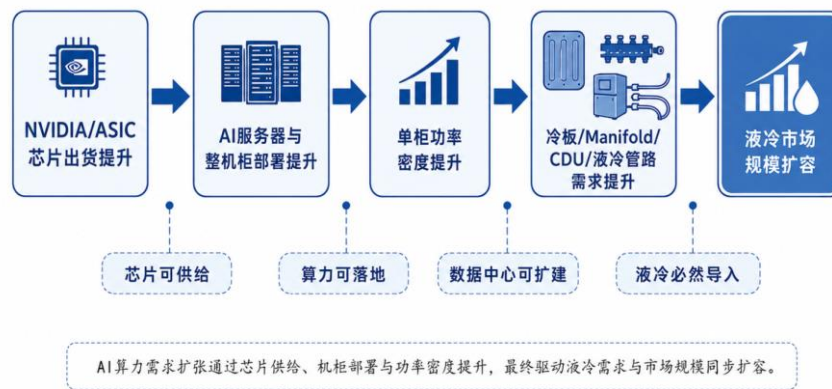 NVIDIA/ASIC
芯片出货提升
AI服务器与
整机柜部署提升
单柜功率
密度提升
冷板/Manifold/
CDU/液冷管路
需求提升
液冷市场
规模扩容
芯片可供给
算力可落地
数据中心可扩建
液冷必然导入
AI算力需求扩张通过芯片供给、机柜部署与功率密度提升，最终驱动液冷需求与市场规模同步扩容。